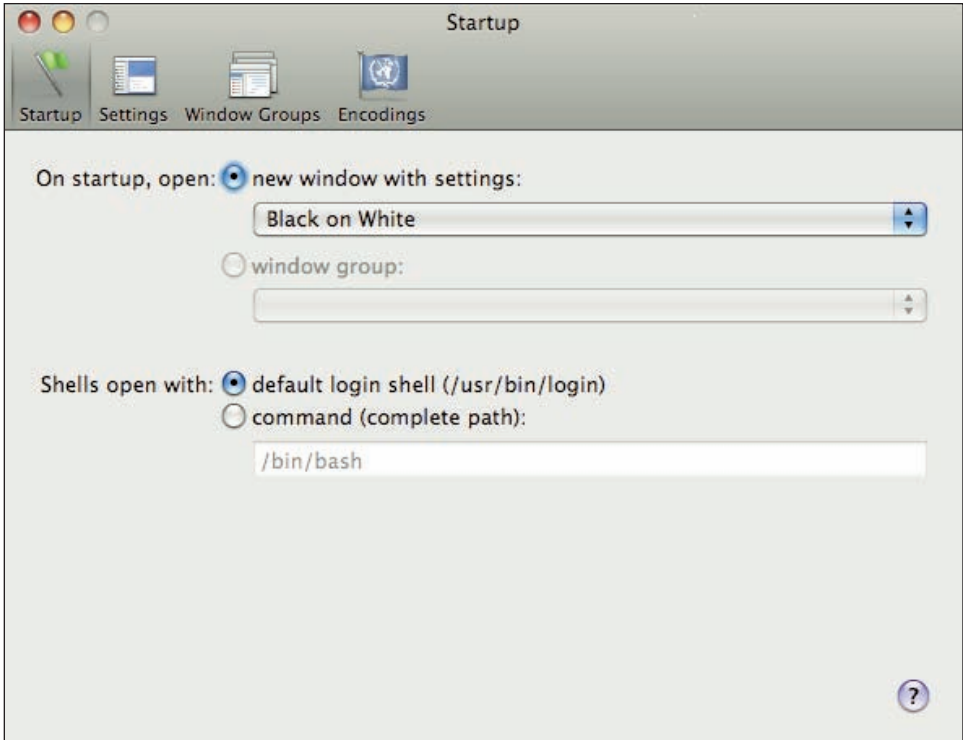 Startup
Startup Settings Window Groups Encodings
On startup, open: new window with settings:
Black on White
window group:
Shells open with: default login shell (/usr/bin/login)
command (complete path):
/bin/bash
?